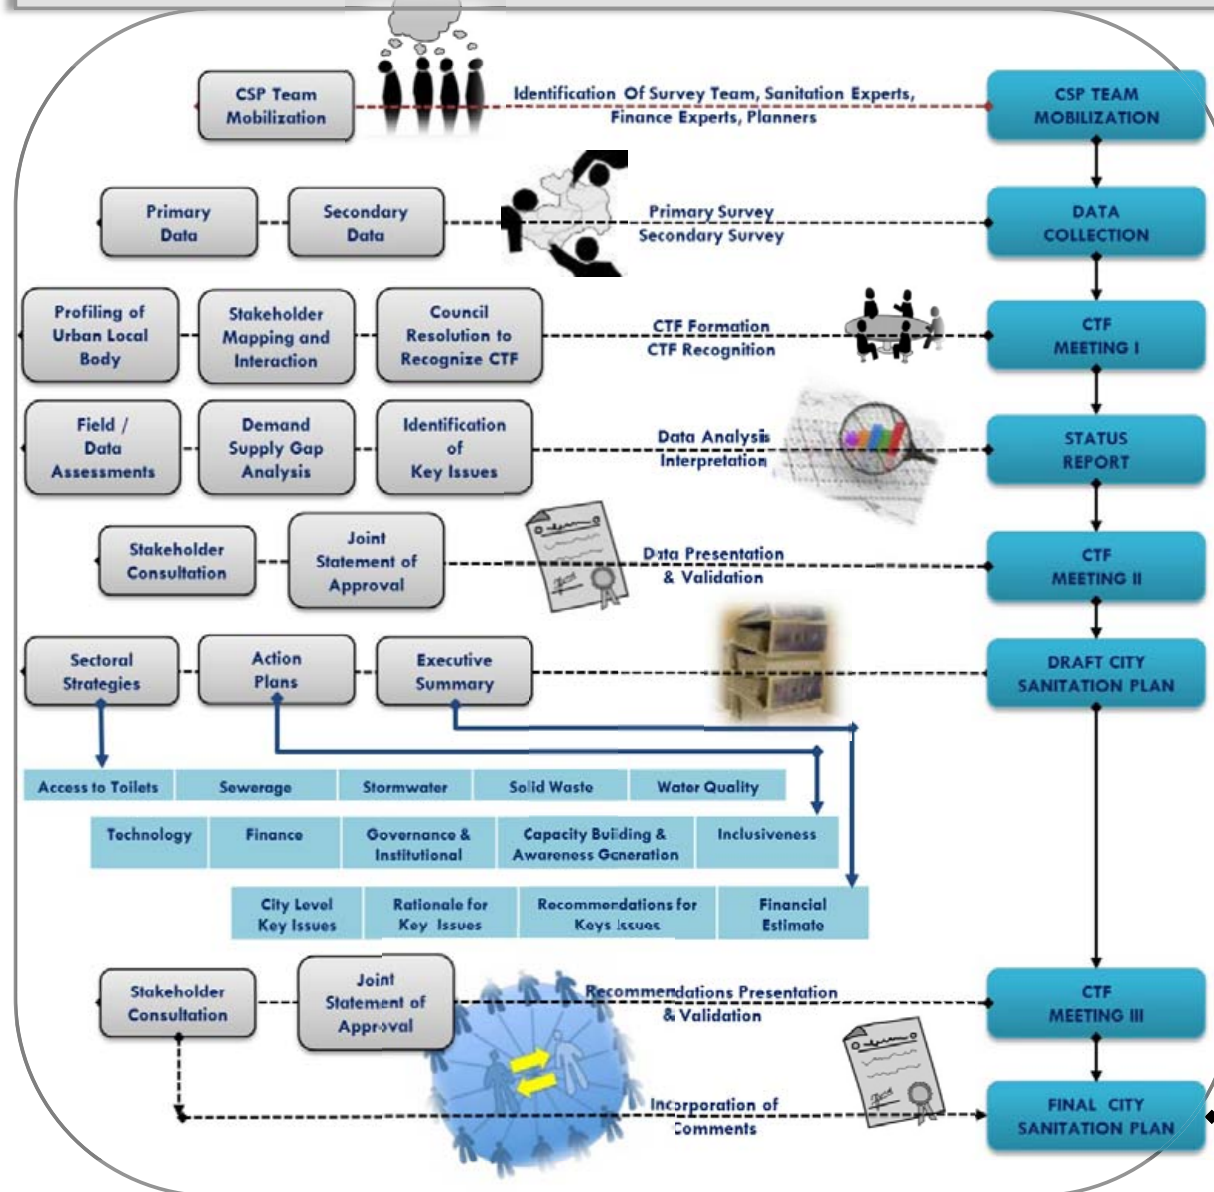 CSP Team
Mobilization
Identification Of Survey Team, Sanitation Experts,
Finance Experts, Planners
CSP TEAM
MOBILIZATION
Primary
Data
Secondary
Data
Primary Survey
Secondary Survey
DATA
COLLECTION
Profiling of
Urban Local
Body
Stakeholder
Mapping and
Interaction
Council
Resolution to
Recognize CTF
CTF Formation
CTF Recognition
CTF
MEETING I
Field /
Data
Assessments
Demand
Supply Gap
Analysis
Identification
of
Key Issues
Data Analysis
Interpretation
STATUS
REPORT
Stakeholder
Consultation
Joint
Statement of
Approval
Data Presentation
& Validation
CTF
MEETING II
Sectoral
Strategies
Action
Plans
Executive
Summary
DRAFT CITY
SANITATION PLAN
Access to Toilets
Sewerage
Stormwater
Solid Waste
Water Quality
Technology
Finance
Governance &
Institutional
Capacity Building &
Awareness Generation
Inclusiveness
City Level
Key Issues
Rationale for
Key Issues
Recommendations for
Keys Issues
Financial
Estimate
Stakeholder
Consultation
Joint
Statement of
Approval
Recommendations Presentation
& Validation
CTF
MEETING III
Incorporation of
Comments
FINAL CITY
SANITATION PLAN